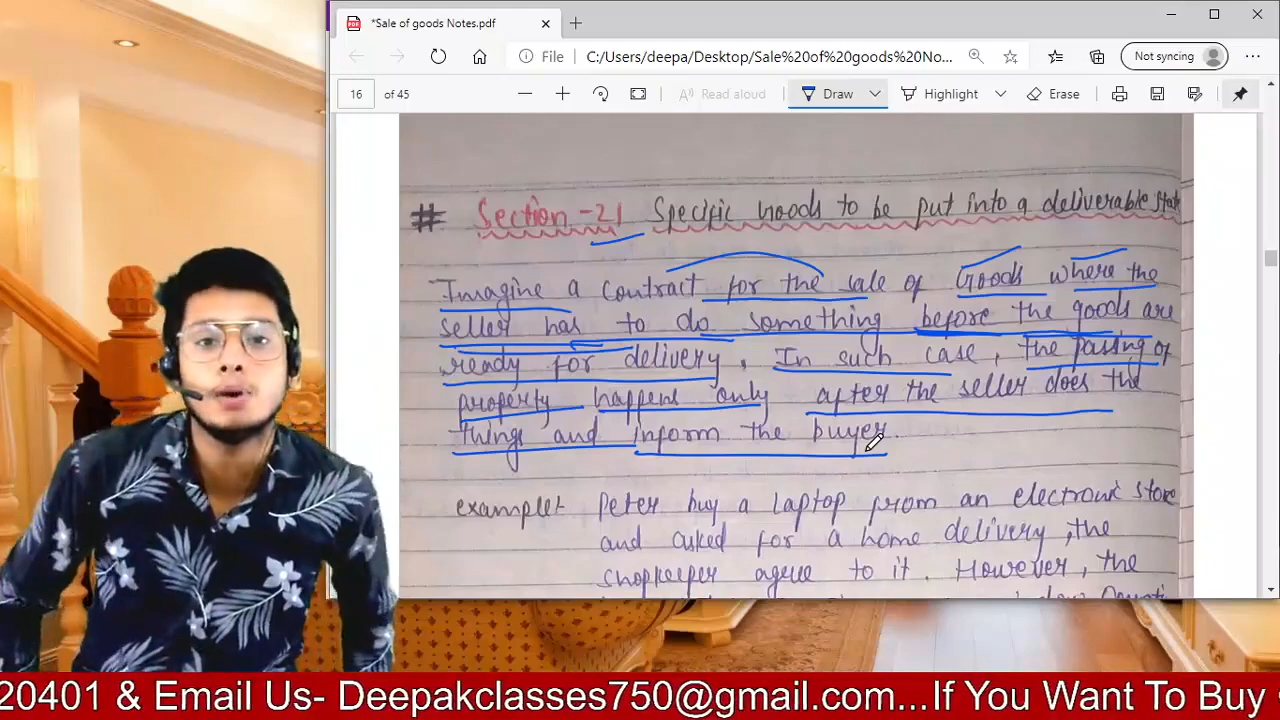 *Sale of goods Notes.pdf
File
C:/Users/deepa/Desktop/Sale%20of%20goods%20No...
Not syncing
16 of 45
Read aloud
Draw
Highlight
Erase
# Section -21 Specific Goods to be put into a deliverable state
Imagine a contract for the sale of Goods where the
seller has to do something before the goods are
ready for delivery. In such case, the passing of
property happens only after the seller does the
things and inform the buyer.
example:- Peter buy a laptop from an electronic store
and asked for a home delivery, the
shopkeeper agree to it. However, the
20401 & Email Us- Deepakclasses750@gmail.com...If You Want To Buy